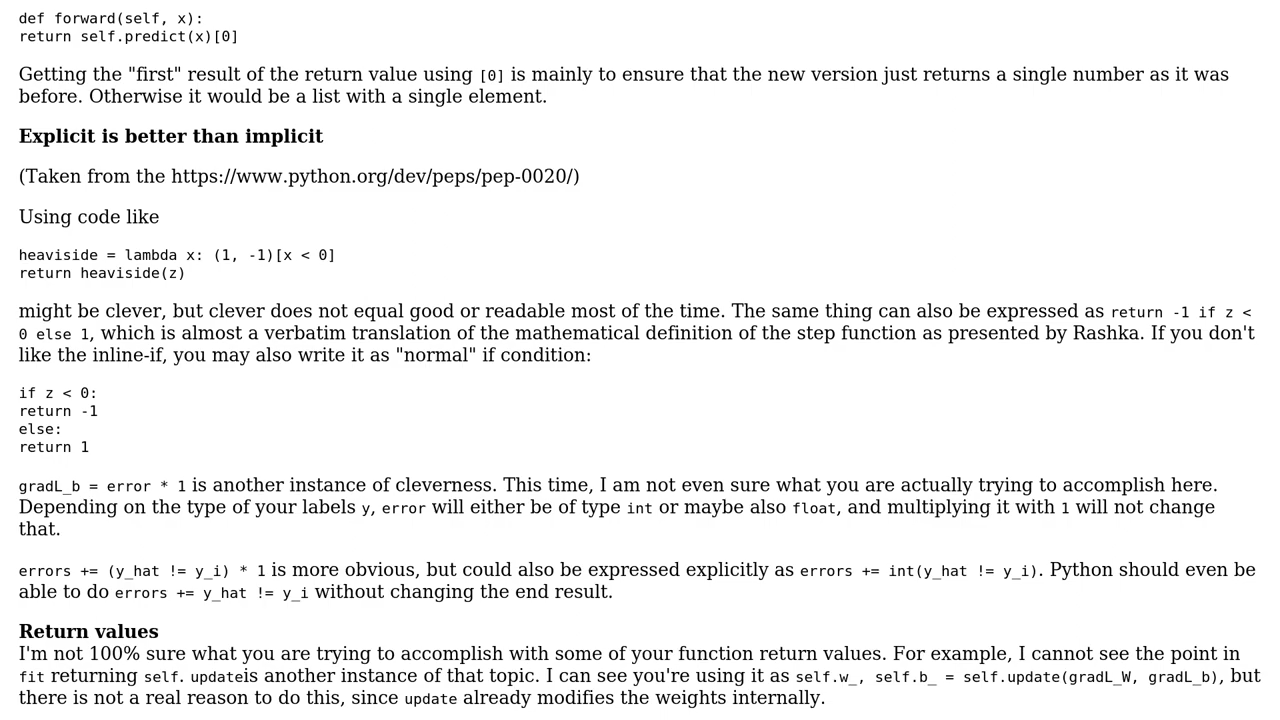 def forward(self, x):
return self.predict(x)[0]
Getting the "first" result of the return value using [0] is mainly to ensure that the new version just returns a single number as it was
before. Otherwise it would be a list with a single element.
Explicit is better than implicit
(Taken from the https://www.python.org/dev/peps/pep-0020/)
Using code like
heaviside = lambda x: (1, -1)[x < 0]
return heaviside(z)
might be clever, but clever does not equal good or readable most of the time. The same thing can also be expressed as return -1 if z <
0 else 1, which is almost a verbatim translation of the mathematical definition of the step function as presented by Rashka. If you don't
like the inline-if, you may also write it as "normal" if condition:
if z < 0:
return -1
else:
return 1
gradL_b = error * 1 is another instance of cleverness. This time, I am not even sure what you are actually trying to accomplish here.
Depending on the type of your labels y, error will either be of type int or maybe also float, and multiplying it with 1 will not change
that.
errors += (y_hat != y_i) * 1 is more obvious, but could also be expressed explicitly as errors += int(y_hat != y_i). Python should even be
able to do errors += y_hat != y_i without changing the end result.
Return values
I'm not 100% sure what you are trying to accomplish with some of your function return values. For example, I cannot see the point in
fit returning self. updateis another instance of that topic. I can see you're using it as self.w_, self.b_ = self.update(gradL_W, gradL_b), but
there is not a real reason to do this, since update already modifies the weights internally.